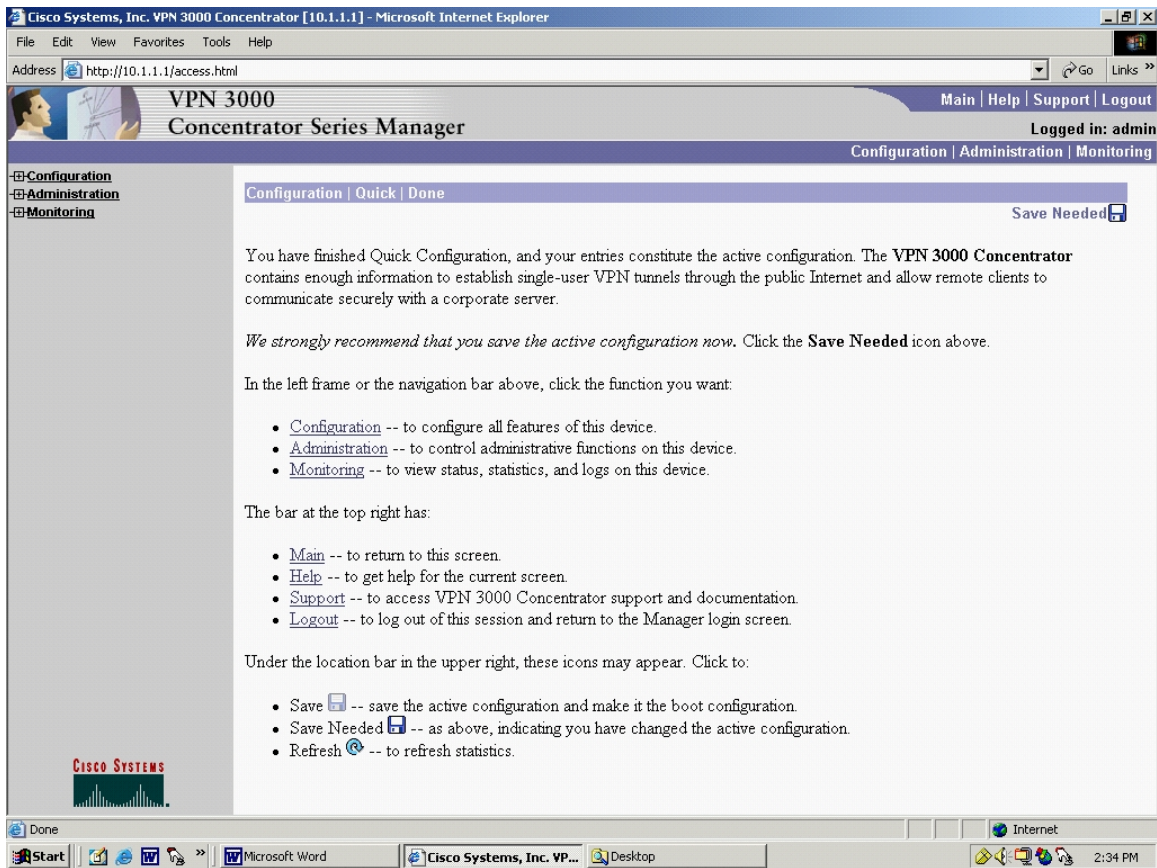 Cisco Systems, Inc. VPN 3000 Concentrator [10.1.1.1] - Microsoft Internet Explorer
File Edit View Favorites Tools Help
Address http://10.1.1.1/access.html Go Links »
VPN 3000
Concentrator Series Manager
Main | Help | Support | Logout
Logged in: admin
Configuration | Administration | Monitoring
Configuration
Administration
Monitoring
Configuration | Quick | Done
Save Needed
You have finished Quick Configuration, and your entries constitute the active configuration. The VPN 3000 Concentrator
contains enough information to establish single-user VPN tunnels through the public Internet and allow remote clients to
communicate securely with a corporate server.
We strongly recommend that you save the active configuration now. Click the Save Needed icon above.
In the left frame or the navigation bar above, click the function you want:
• Configuration -- to configure all features of this device.
• Administration -- to control administrative functions on this device.
• Monitoring -- to view status, statistics, and logs on this device.
The bar at the top right has:
• Main -- to return to this screen.
• Help -- to get help for the current screen.
• Support -- to access VPN 3000 Concentrator support and documentation.
• Logout -- to log out of this session and return to the Manager login screen.
Under the location bar in the upper right, these icons may appear. Click to:
• Save -- save the active configuration and make it the boot configuration.
• Save Needed -- as above, indicating you have changed the active configuration.
• Refresh -- to refresh statistics.
CISCO SYSTEMS
Done Internet
Start » Microsoft Word Cisco Systems, Inc. VP... Desktop 2:34 PM